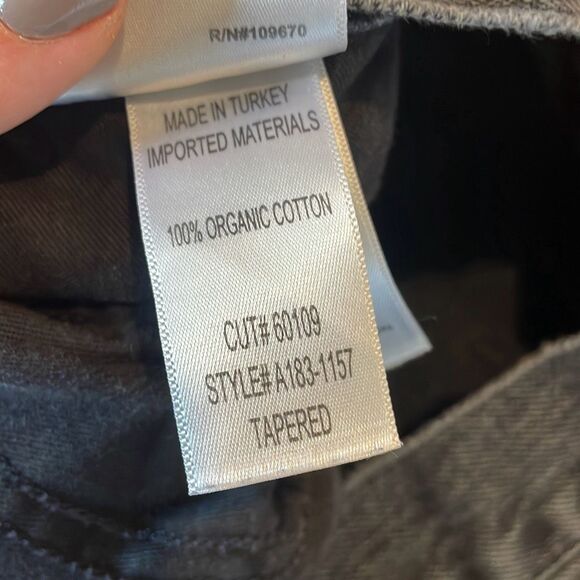 R/N#109670
MADE IN TURKEY
IMPORTED MATERIALS
100% ORGANIC COTTON
CUT# 60109
STYLE# A183-1157
TAPERED